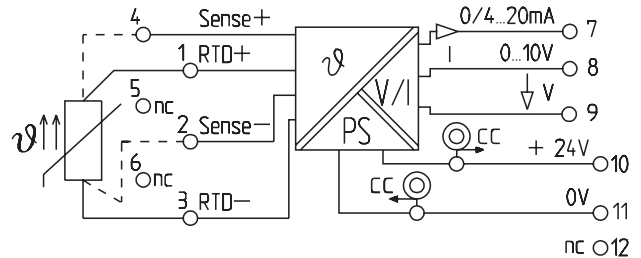 4 Sense+
0/4...20mA 7
1 RTD+
I
0...10V 8
ϑ
V/I
5 nc
V 9
2 Sense−
ϑ
PS
CC
+ 24V 10
6 nc
CC
3 RTD−
0V 11
nc 12